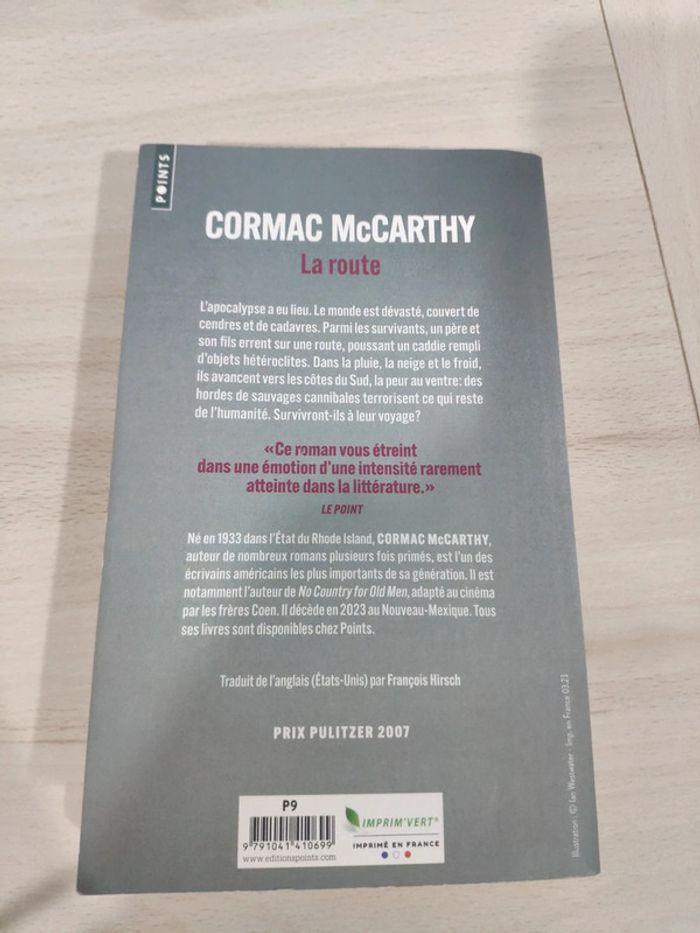 POINTS
CORMAC McCARTHY
La route
L'apocalypse a eu lieu. Le monde est dévasté, couvert de
cendres et de cadavres. Parmi les survivants, un père et
son fils errent sur une route, poussant un caddie rempli
d'objets hétéroclites. Dans la pluie, la neige et le froid,
ils avancent vers les côtes du Sud, la peur au ventre: des
hordes de sauvages cannibales terrorisent ce qui reste
de l'humanité. Survivront-ils à leur voyage?
«Ce roman vous étreint
dans une émotion d'une intensité rarement
atteinte dans la littérature.»
LE POINT
Né en 1933 dans l'État du Rhode Island, CORMAC McCARTHY,
auteur de nombreux romans plusieurs fois primés, est l'un des
écrivains américains les plus importants de sa génération. Il est
notamment l'auteur de No Country for Old Men, adapté au cinéma
par les frères Coen. Il décède en 2023 au Nouveau-Mexique. Tous
ses livres sont disponibles chez Points.
Traduit de l'anglais (États-Unis) par François Hirsch
PRIX PULITZER 2007
P9
9 791041 410699
www.editionspoints.com
IMPRIM'VERT®
IMPRIMÉ EN FRANCE
Illustration : © Ian Westwater - Imp. en France 03.23